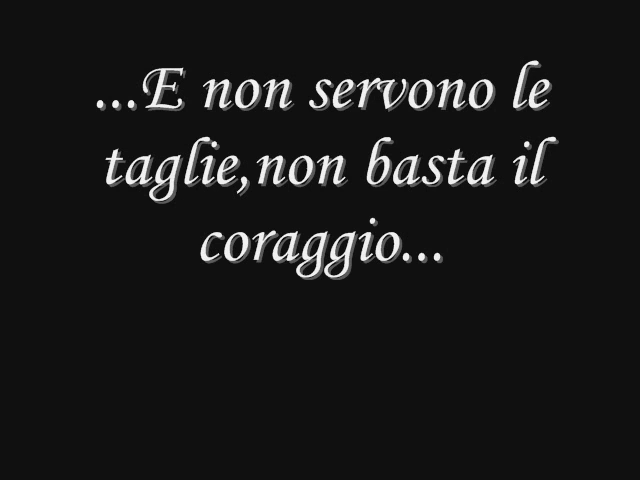 ...E non servono le
taglie,non basta il
coraggio...